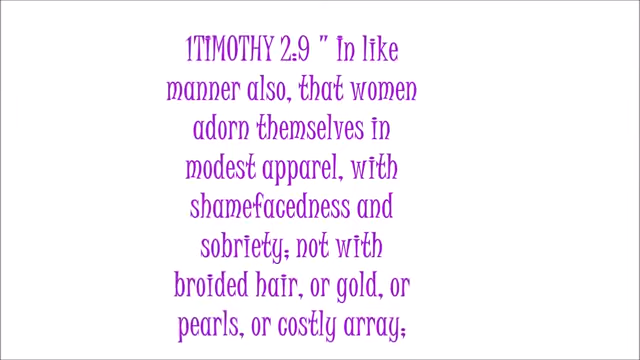 1TIMOTHY 2:9 " In like
manner also, that women
adorn themselves in
modest apparel, with
shamefacedness and
sobriety; not with
broided hair, or gold, or
pearls, or costly array;